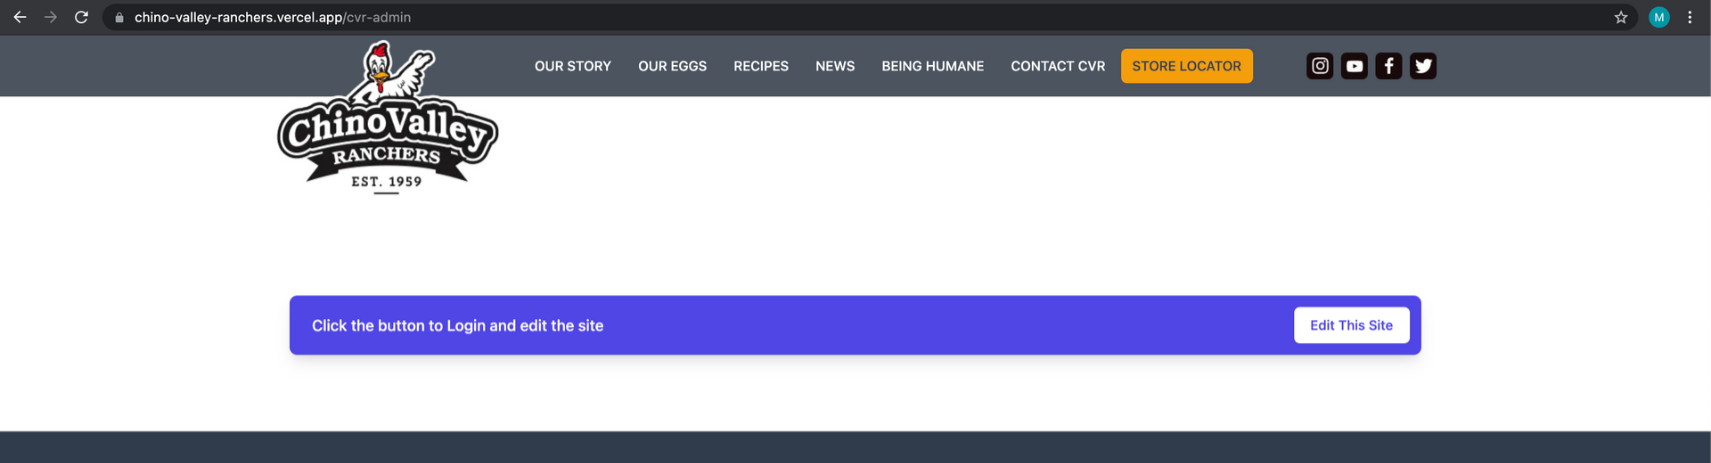 chino-valley-ranchers.vercel.app/cvr-admin
M
OUR STORY OUR EGGS RECIPES NEWS BEING HUMANE CONTACT CVR STORE LOCATOR
ChinoValley
RANCHERS
EST. 1959
Click the button to Login and edit the site
Edit This Site